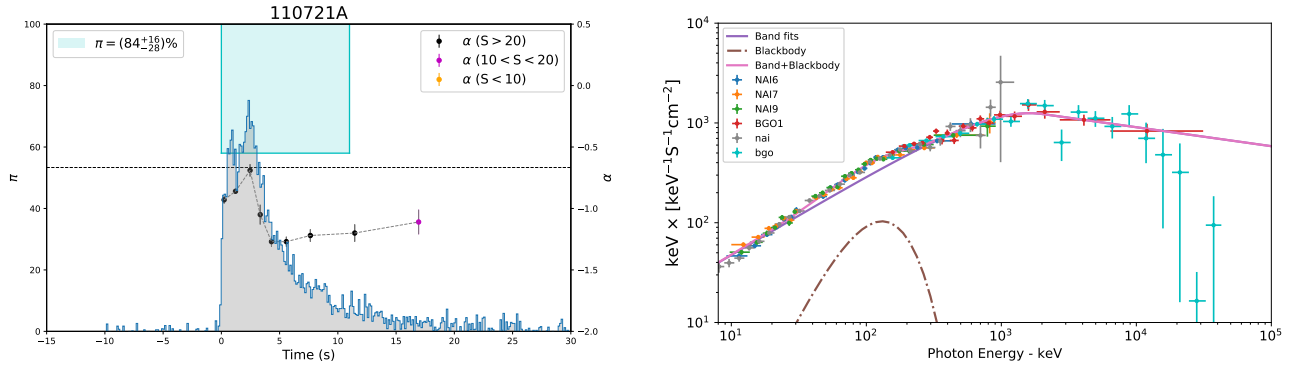 110721A
π = (84+16−28)%
α (S > 20)
α (10 < S < 20)
α (S < 10)
100
80
60
40
20
0
π
0.5
0.0
−0.5
−1.0
−1.5
−2.0
α
−15 −10 −5 0 5 10 15 20 25 30
Time (s)
Band fits
Blackbody
Band+Blackbody
NAI6
NAI7
NAI9
BGO1
nai
bgo
10⁴
10³
10²
10¹
keV × [keV⁻¹S⁻¹cm⁻²]
10¹ 10² 10³ 10⁴ 10⁵
Photon Energy - keV